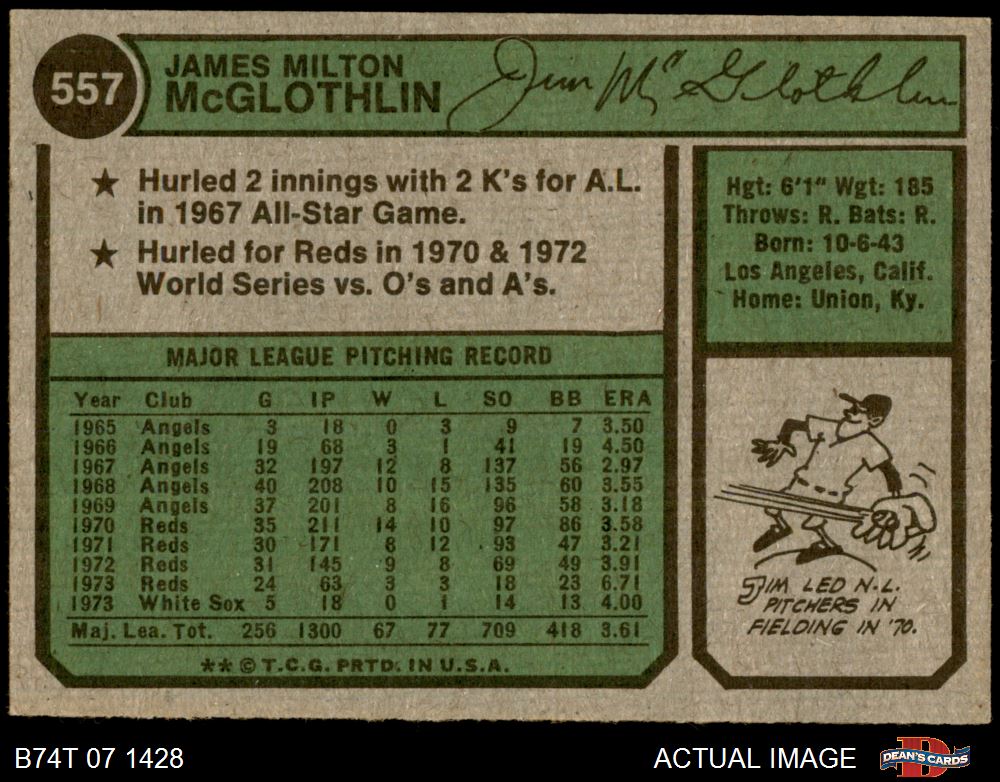 557
JAMES MILTON
McGLOTHLIN
Jim McGlothlin
★ Hurled 2 innings with 2 K's for A.L.
in 1967 All-Star Game.
★ Hurled for Reds in 1970 & 1972
World Series vs. O's and A's.
Hgt: 6'1" Wgt: 185
Throws: R. Bats: R.
Born: 10-6-43
Los Angeles, Calif.
Home: Union, Ky.
MAJOR LEAGUE PITCHING RECORD
Year Club G IP W L SO BB ERA
1965 Angels 3 18 0 3 9 7 3.50
1966 Angels 19 68 3 1 41 19 4.50
1967 Angels 32 197 12 8 137 56 2.97
1968 Angels 40 208 10 15 135 60 3.55
1969 Angels 37 201 8 16 96 58 3.18
1970 Reds 35 211 14 10 97 86 3.58
1971 Reds 30 171 8 12 93 47 3.21
1972 Reds 31 145 9 8 69 49 3.91
1973 Reds 24 63 3 3 18 23 6.71
1973 White Sox 5 18 0 1 14 13 4.00
Maj. Lea. Tot. 256 1300 67 77 709 418 3.61
** © T.C.G. PRTD. IN U.S.A.
JIM LED N.L.
PITCHERS IN
FIELDING IN '70.
B74T 07 1428
ACTUAL IMAGE
DEAN'S CARDS